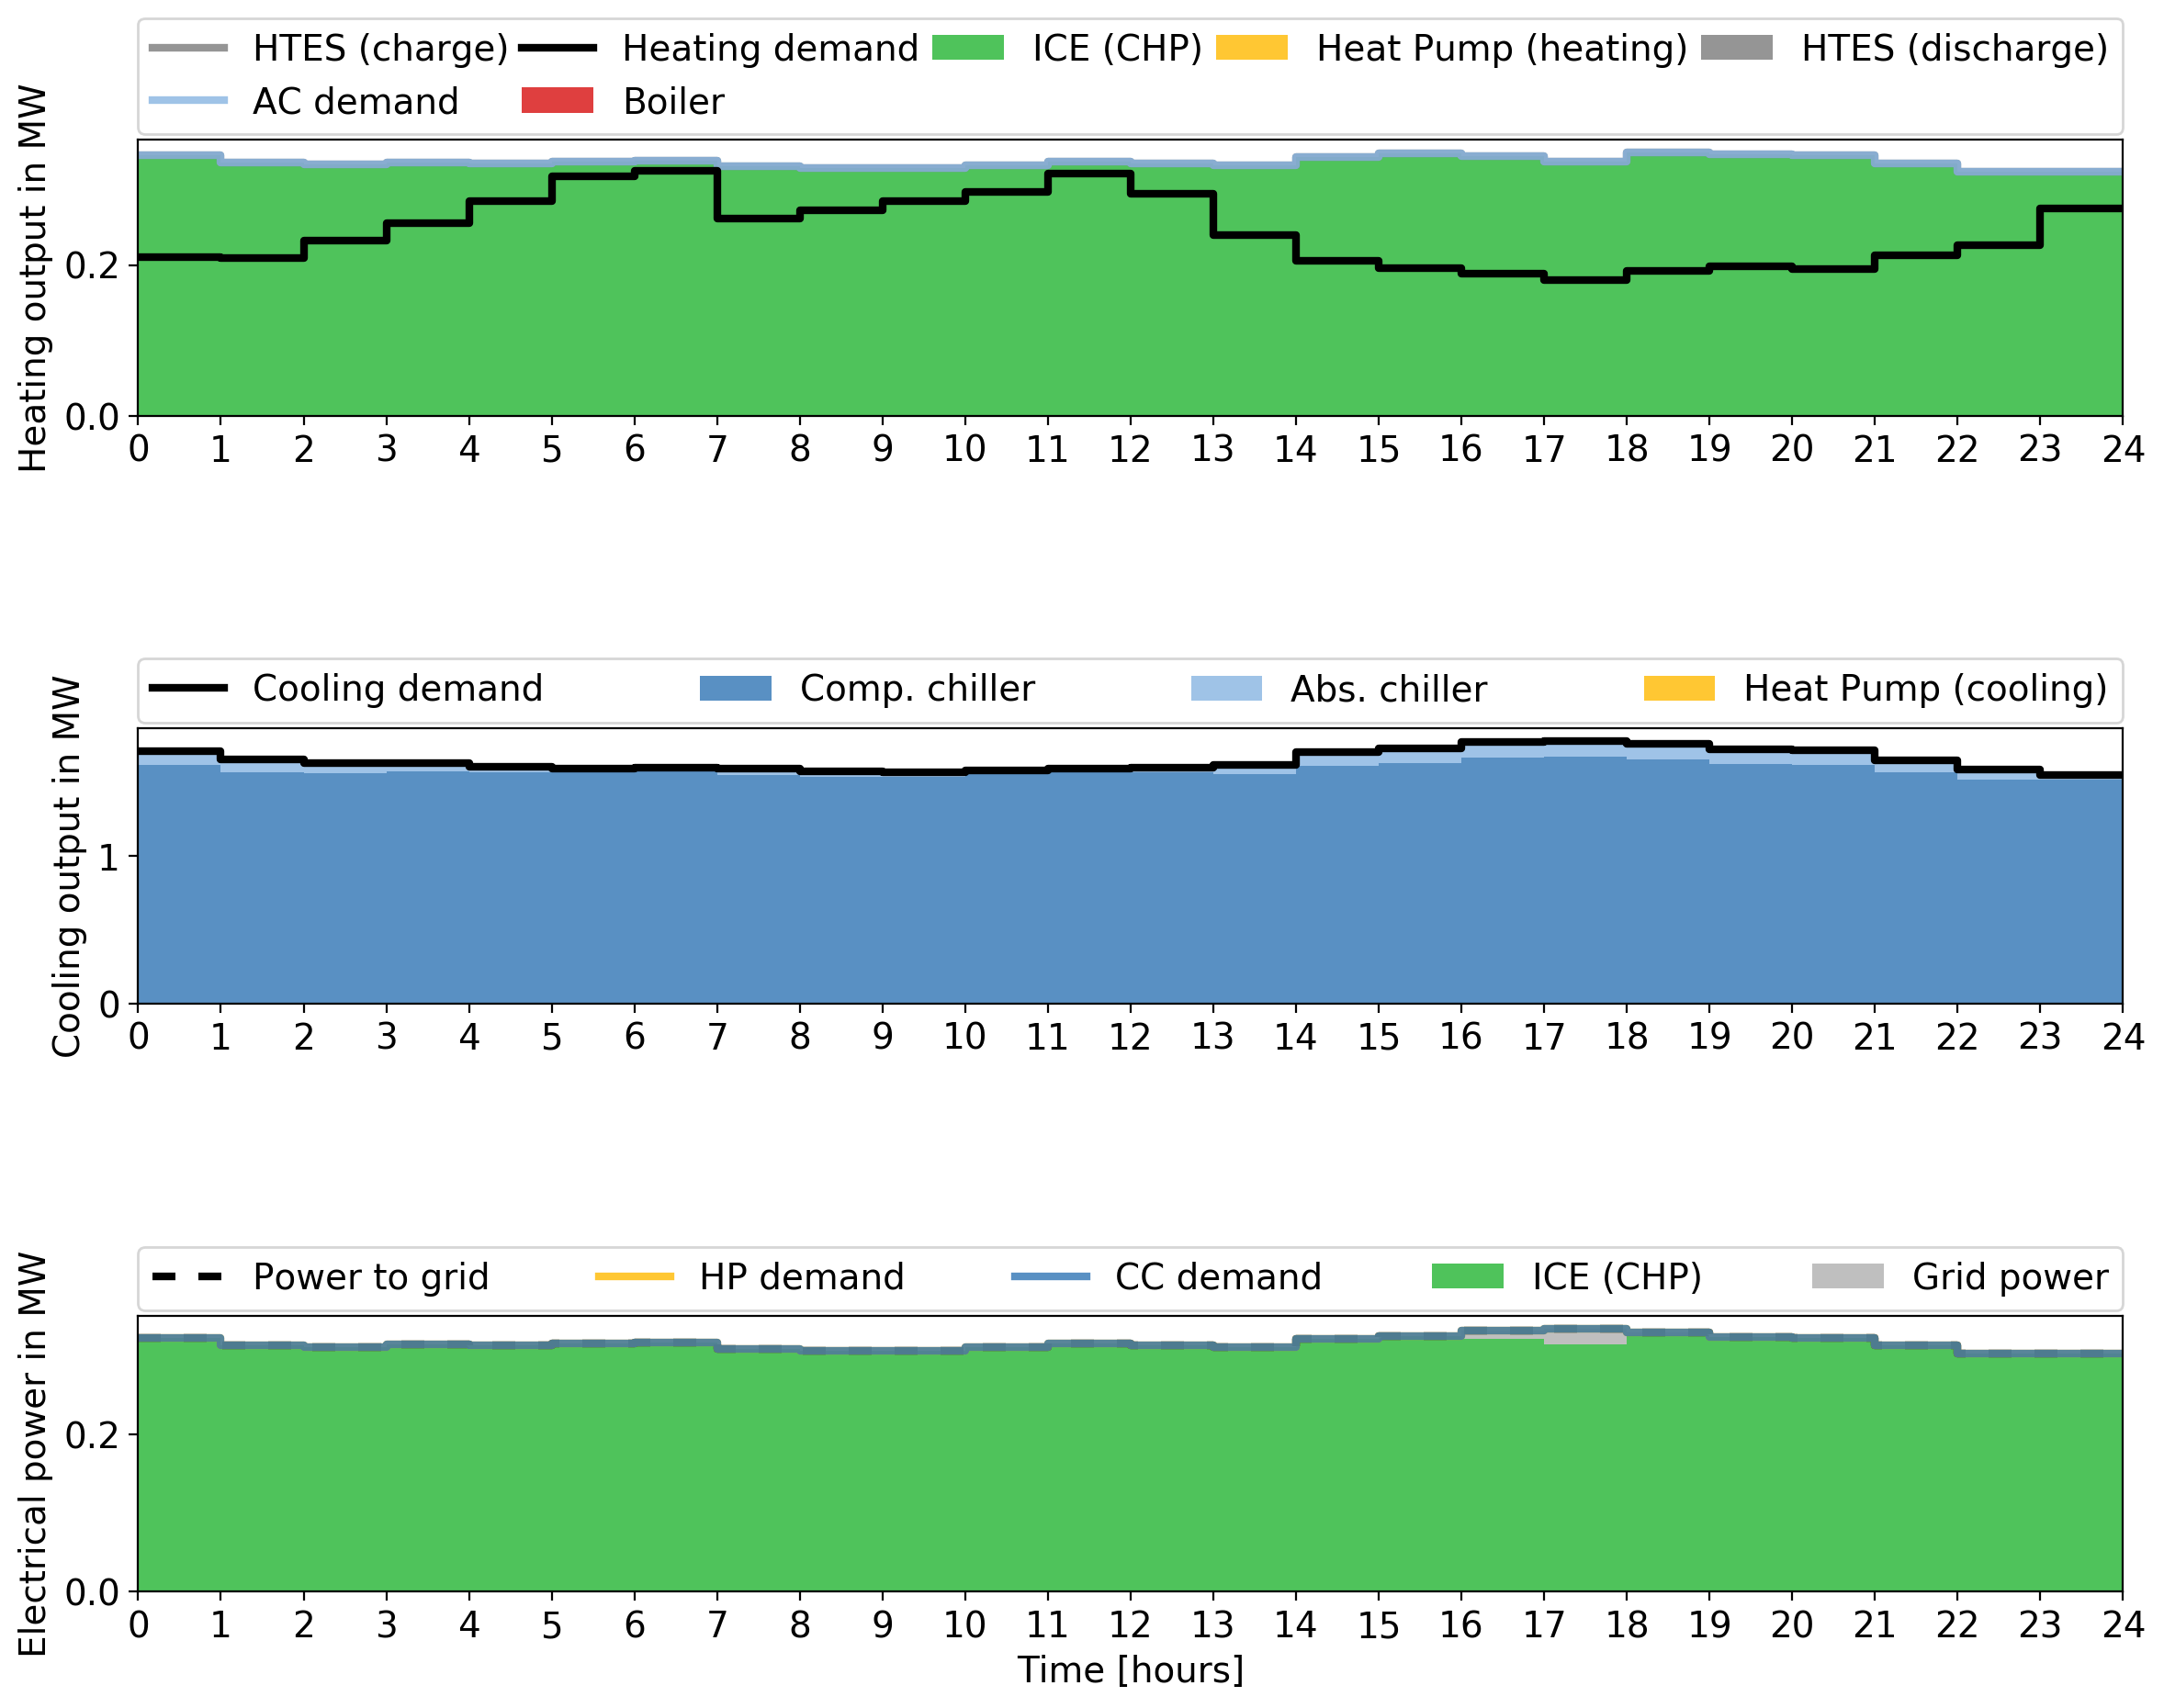 HTES (charge) Heating demand ICE (CHP) Heat Pump (heating) HTES (discharge)
AC demand Boiler
Heating output in MW
0.2
0.0
0 1 2 3 4 5 6 7 8 9 10 11 12 13 14 15 16 17 18 19 20 21 22 23 24
Cooling demand Comp. chiller Abs. chiller Heat Pump (cooling)
Cooling output in MW
1
0
0 1 2 3 4 5 6 7 8 9 10 11 12 13 14 15 16 17 18 19 20 21 22 23 24
Power to grid HP demand CC demand ICE (CHP) Grid power
Electrical power in MW
0.2
0.0
0 1 2 3 4 5 6 7 8 9 10 11 12 13 14 15 16 17 18 19 20 21 22 23 24
Time [hours]